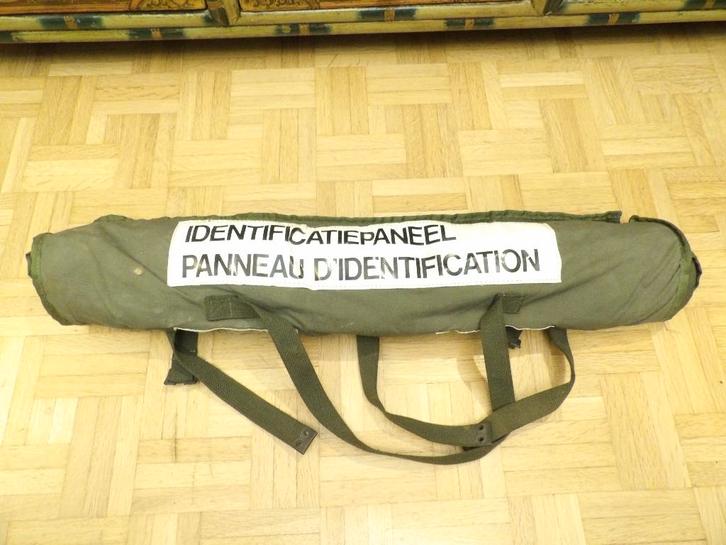 IDENTIFICATIEPANEEL
PANNEAU D'IDENTIFICATION